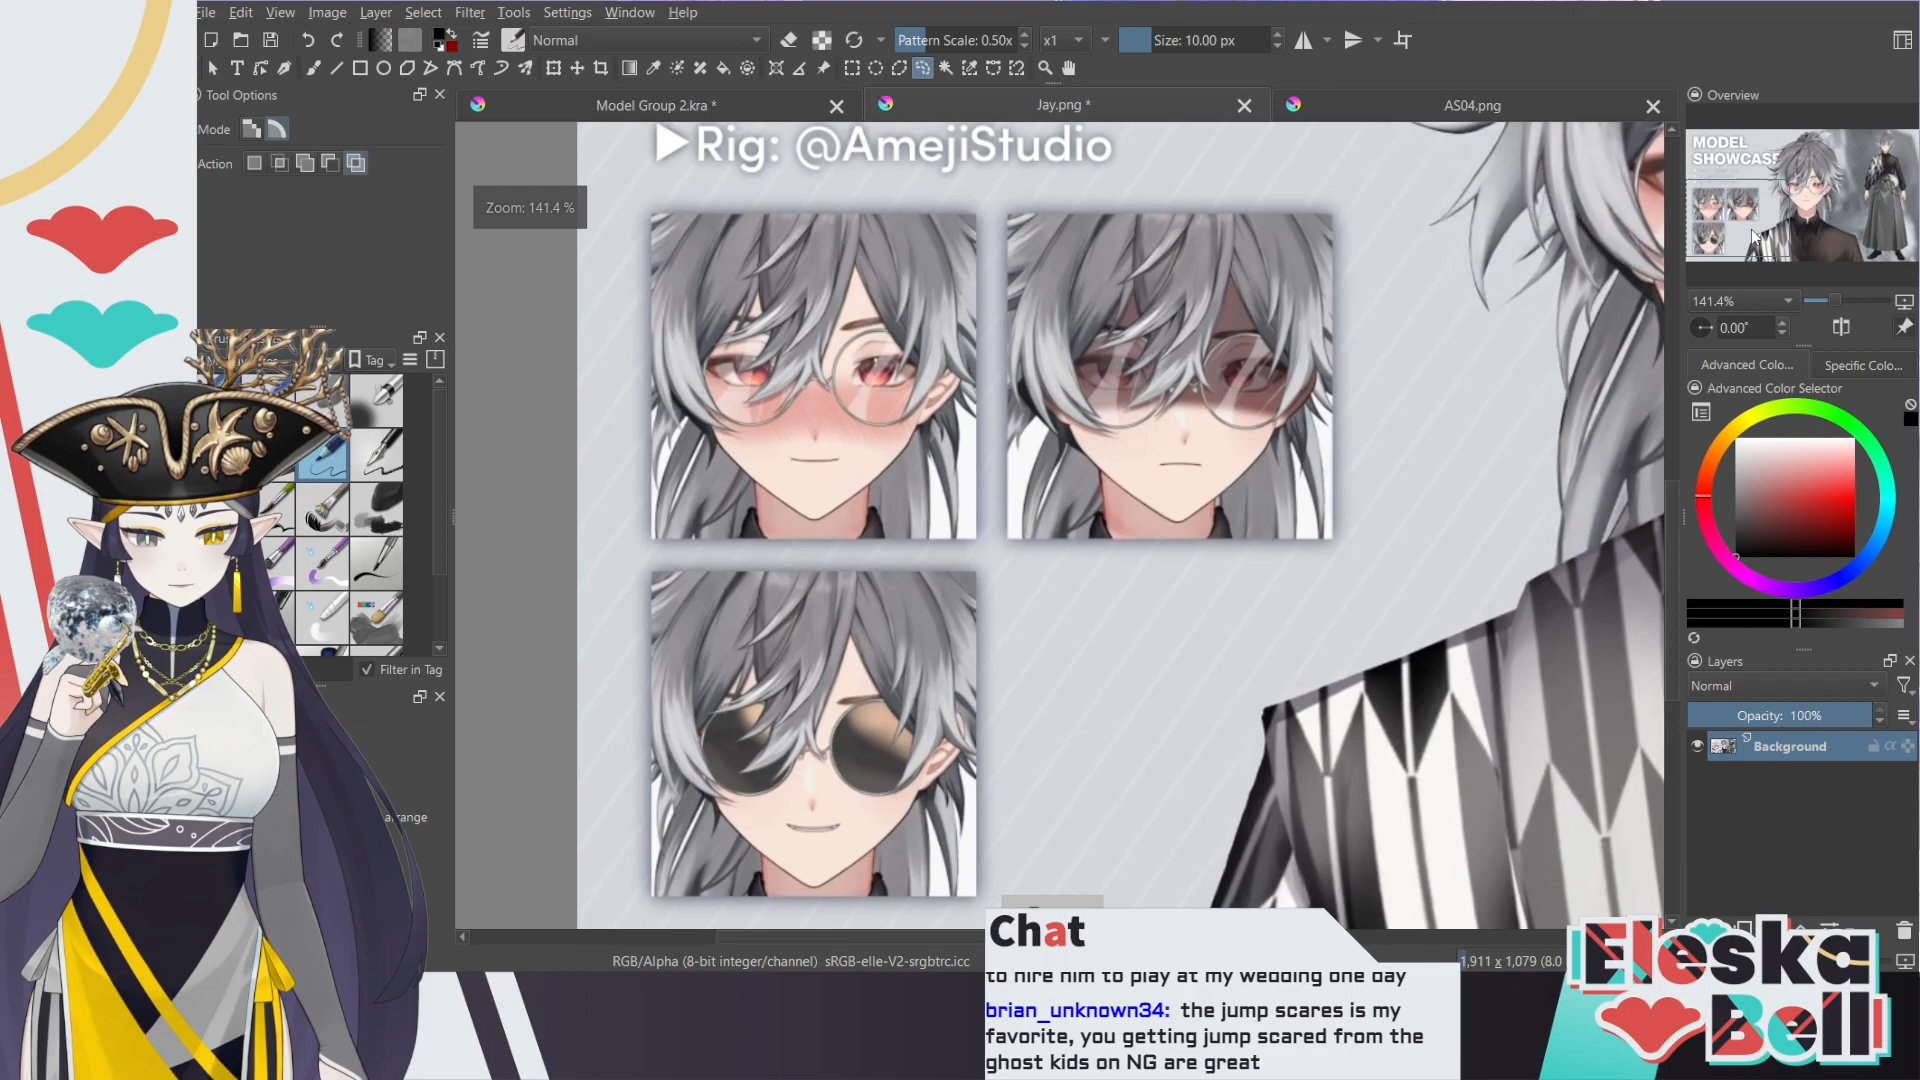 File Edit View Image Layer Select Filter Tools Settings Window Help
Normal
Pattern Scale: 0.50x
x1
Size: 10.00 px
Tool Options
Model Group 2.kra *
Jay.png *
AS04.png
Overview
Mode
Action
▶Rig: @AmejiStudio
Zoom: 141.4 %
MODEL
SHOWCASE
141.4%
0.00°
Tag
Advanced Colo...
Specific Colo...
Advanced Color Selector
Filter in Tag
Layers
Normal
Opacity: 100%
Background
arrange
RGB/Alpha (8-bit integer/channel) sRGB-elle-V2-srgbtrc.icc
1,911 x 1,079 (8.0
Chat
to hire him to play at my wedding one day
brian_unknown34: the jump scares is my
favorite, you getting jump scared from the
ghost kids on NG are great
Eleska
Bell